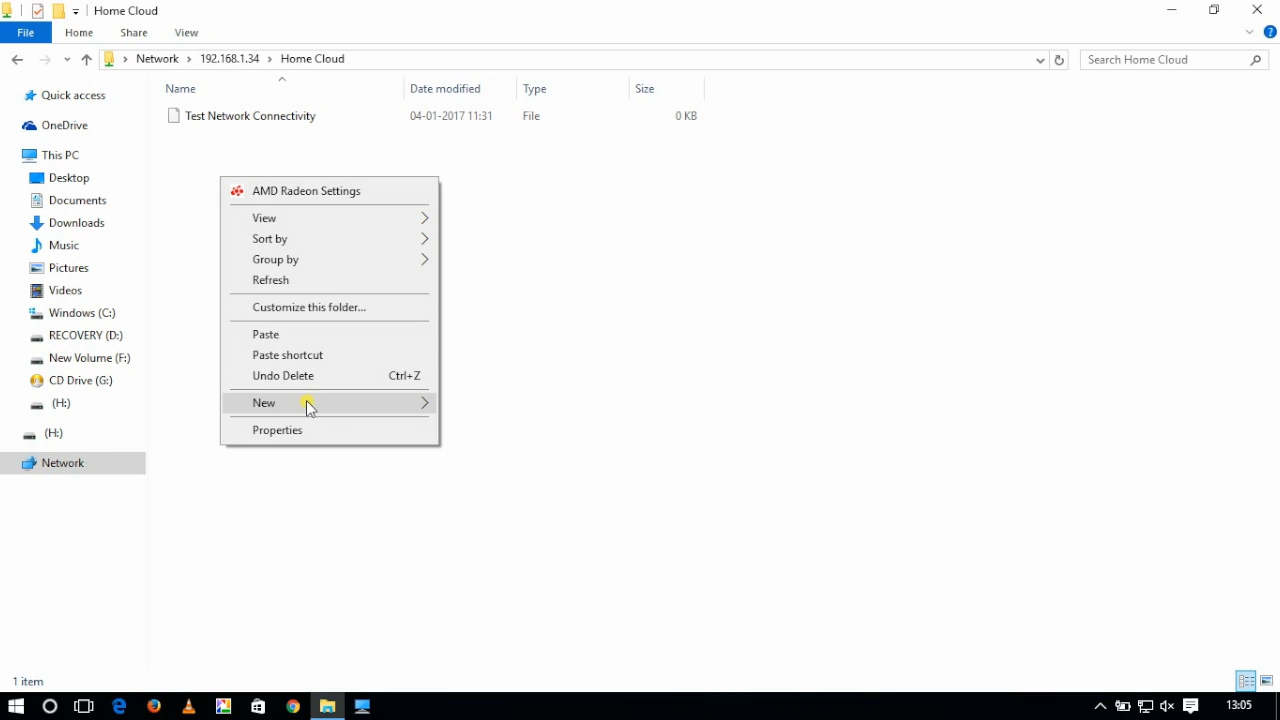 Home Cloud
File Home Share View
Network 192.168.1.34 Home Cloud
Search Home Cloud
Name Date modified Type Size
Test Network Connectivity 04-01-2017 11:31 File 0 KB
Quick access
OneDrive
This PC
Desktop
Documents
Downloads
Music
Pictures
Videos
Windows (C:)
RECOVERY (D:)
New Volume (F:)
CD Drive (G:)
(H:)
(H:)
Network
AMD Radeon Settings
View
Sort by
Group by
Refresh
Customize this folder...
Paste
Paste shortcut
Undo Delete Ctrl+Z
New
Properties
1 item
13:05